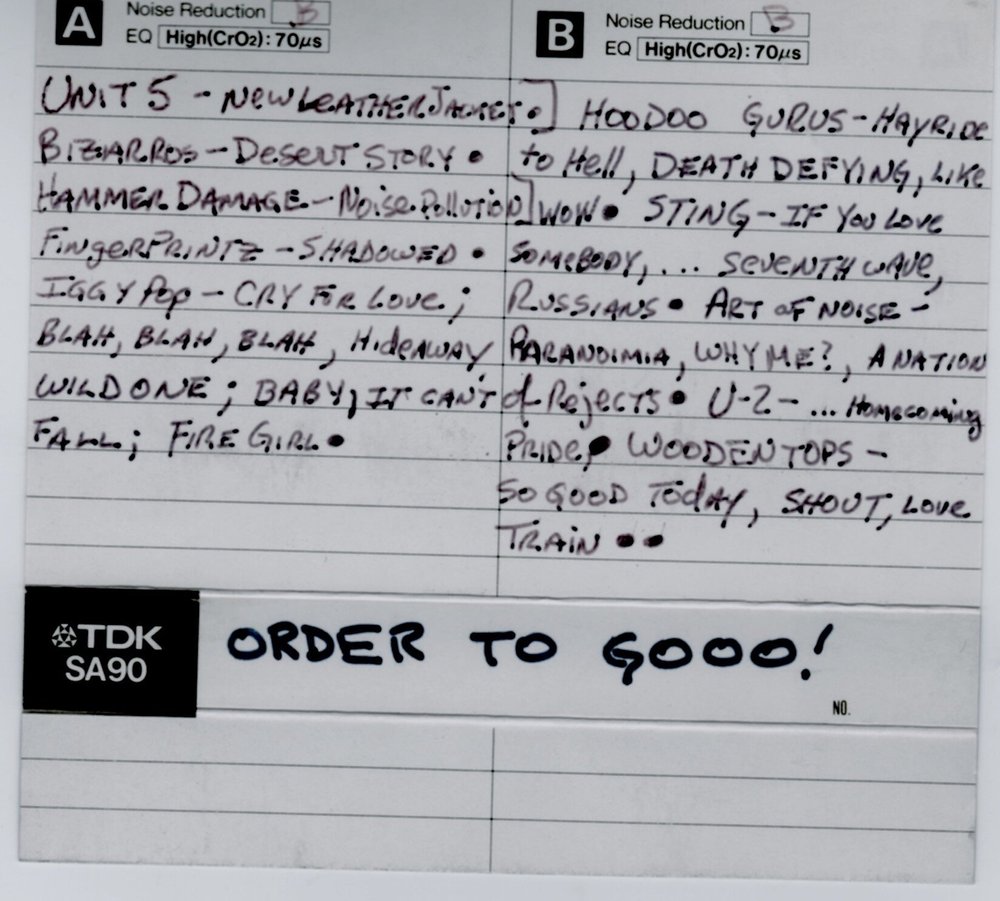 A Noise Reduction B
EQ High(CrO2): 70μs
UNIT 5 - NEW LEATHER JACKET •]
BIZARROS - DESERT STORY •
HAMMER DAMAGE - Noise Pollution]
FINGERPRINTZ - SHADOWED •
IGGY POP - CRY FOR LOVE;
BLAH, BLAH, BLAH, HIDEAWAY
WILD ONE; BABY, IT CAN'T
FALL; FIRE GIRL •
B Noise Reduction B
EQ High(CrO2): 70μs
HOODOO GURUS - HAYRIDE
to Hell, DEATH DEFYING, LIKE
WOW • STING - IF YOU LOVE
SOMEBODY, ... SEVENTH WAVE,
RUSSIANS • ART OF NOISE -
PARANOIMIA, WHY ME?, A NATION
of Rejects • U-2 - ... HOMECOMING
PRIDE, • WOODENTOPS -
SO GOOD TODAY, SHOUT, LOVE
TRAIN • •
TDK
SA90
ORDER TO GOOO!
NO.